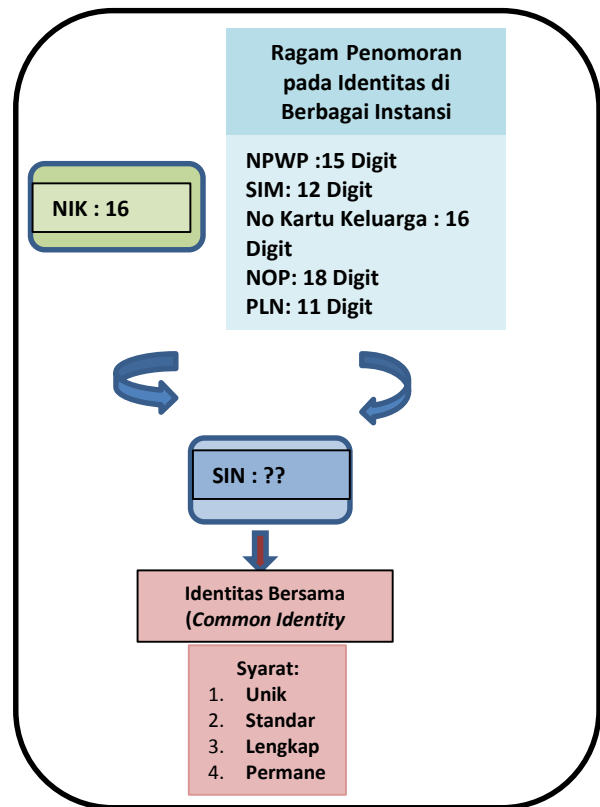 Ragam Penomoran
pada Identitas di
Berbagai Instansi
NIK : 16
NPWP :15 Digit
SIM: 12 Digit
No Kartu Keluarga : 16
Digit
NOP: 18 Digit
PLN: 11 Digit
SIN : ??
Identitas Bersama
(Common Identity
Syarat:
1. Unik
2. Standar
3. Lengkap
4. Permane